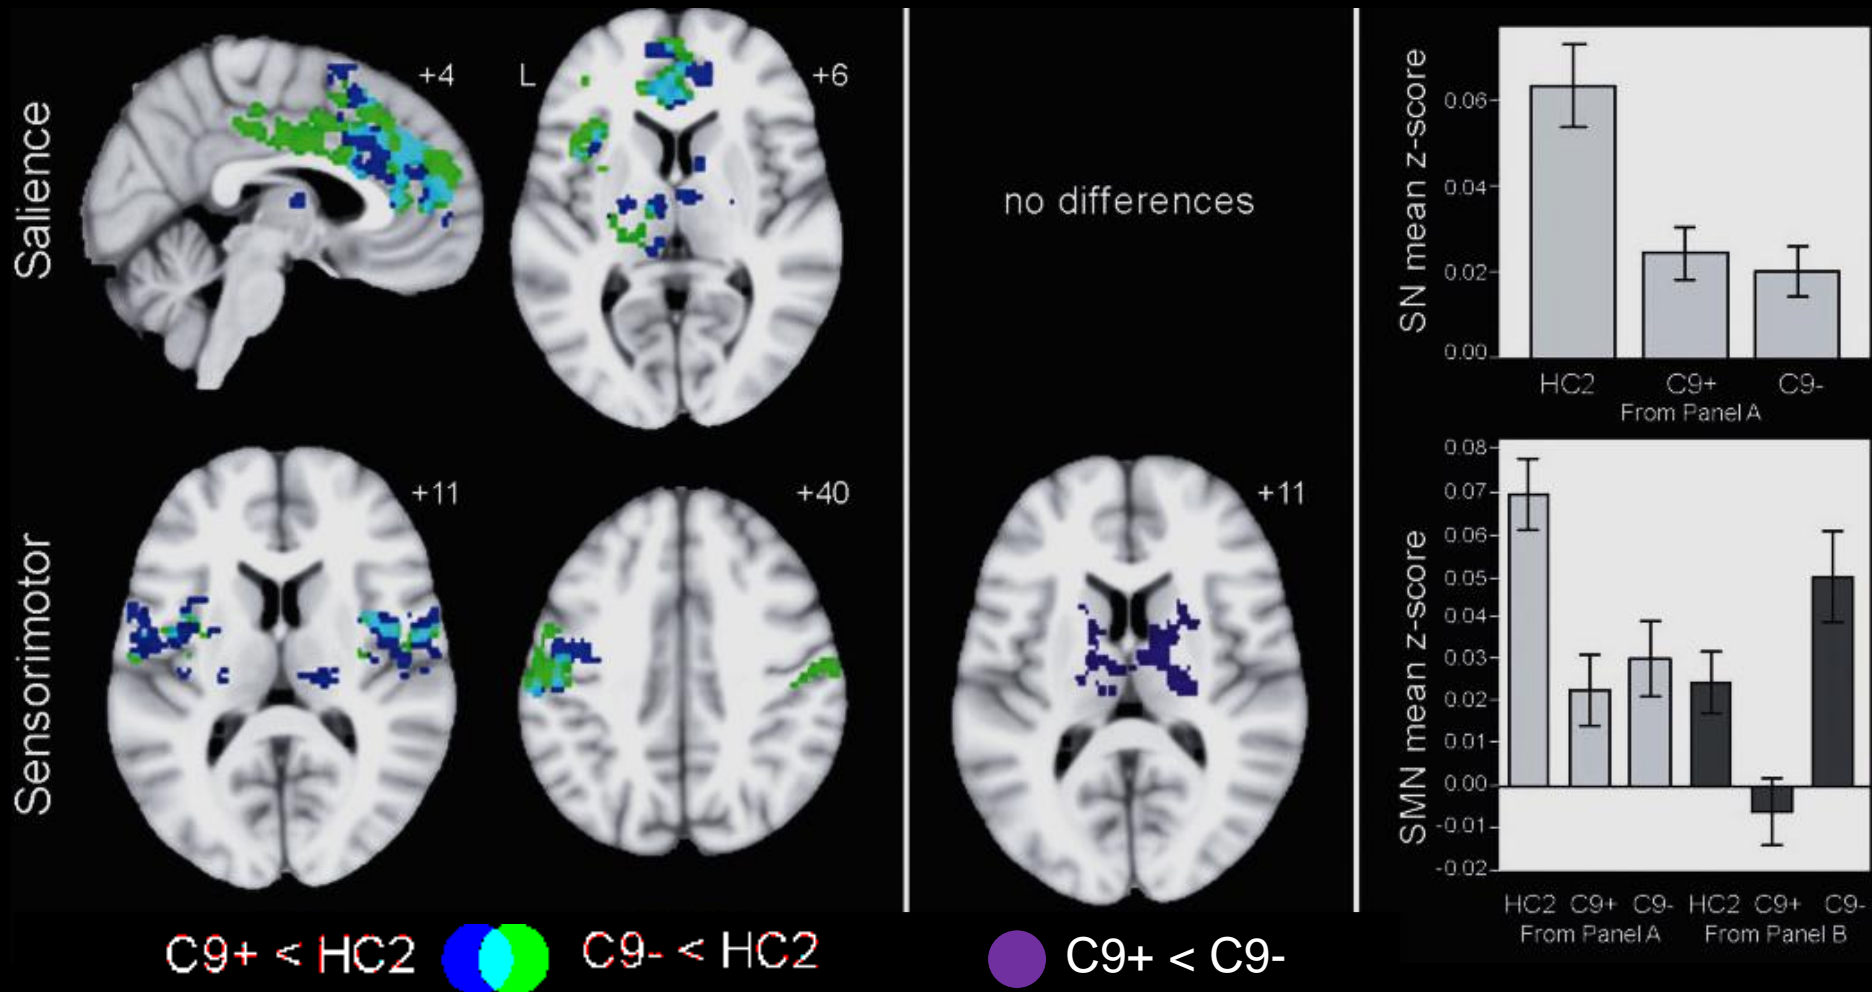 Salience
+4
L
+6
no differences
SN mean z-score
0.06
0.04
0.02
0.00
HC2 C9+ C9-
From Panel A
Sensorimotor
+11
+40
+11
SMN mean z-score
0.08
0.07
0.06
0.05
0.04
0.03
0.02
0.01
0.00
-0.01
-0.02
HC2 C9+ C9- HC2 C9+ C9-
From Panel A From Panel B
C9+ < HC2
C9- < HC2
C9+ < C9-